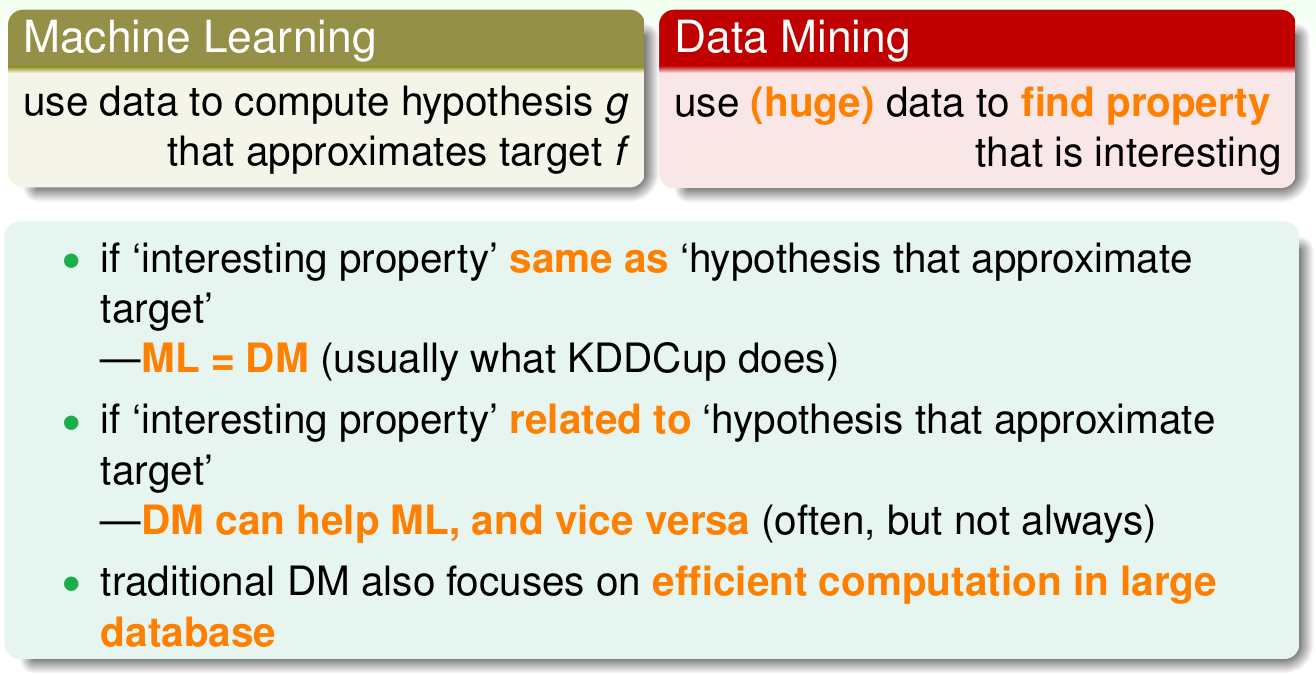 Machine Learning
use data to compute hypothesis g
that approximates target f
Data Mining
use (huge) data to find property
that is interesting
• if ‘interesting property’ same as ‘hypothesis that approximate
target’
—ML = DM (usually what KDDCup does)
• if ‘interesting property’ related to ‘hypothesis that approximate
target’
—DM can help ML, and vice versa (often, but not always)
• traditional DM also focuses on efficient computation in large
database